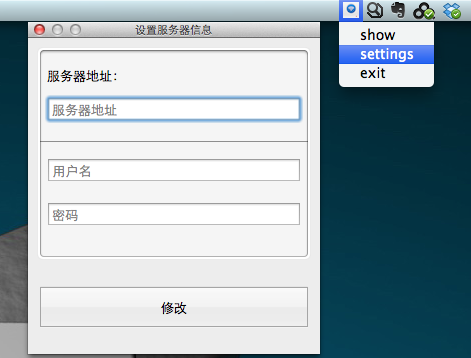 设置服务器信息
show
settings
exit
服务器地址：
服务器地址
用户名
密码
修改